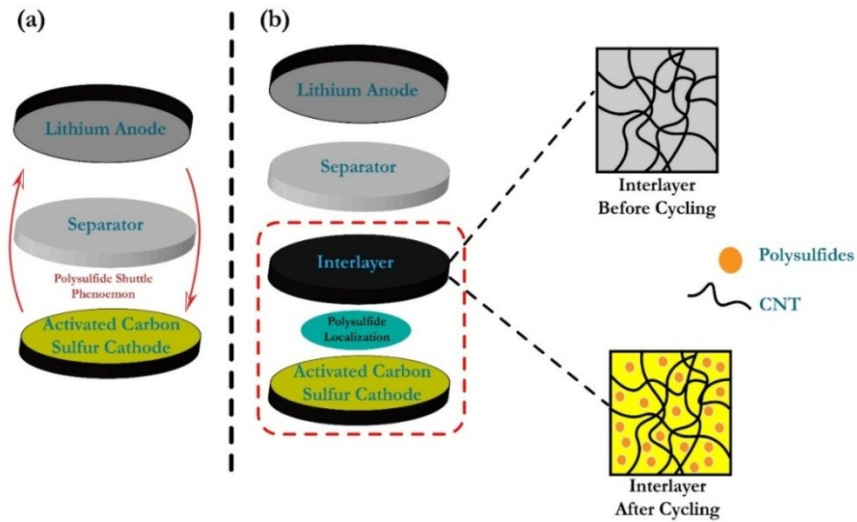 (a)
Lithium Anode
Separator
Polysulfide Shuttle
Phenoemon
Activated Carbon
Sulfur Cathode
(b)
Lithium Anode
Separator
Interlayer
Polysulfide
Localization
Activated Carbon
Sulfur Cathode
Interlayer
Before Cycling
Polysulfides
CNT
Interlayer
After Cycling